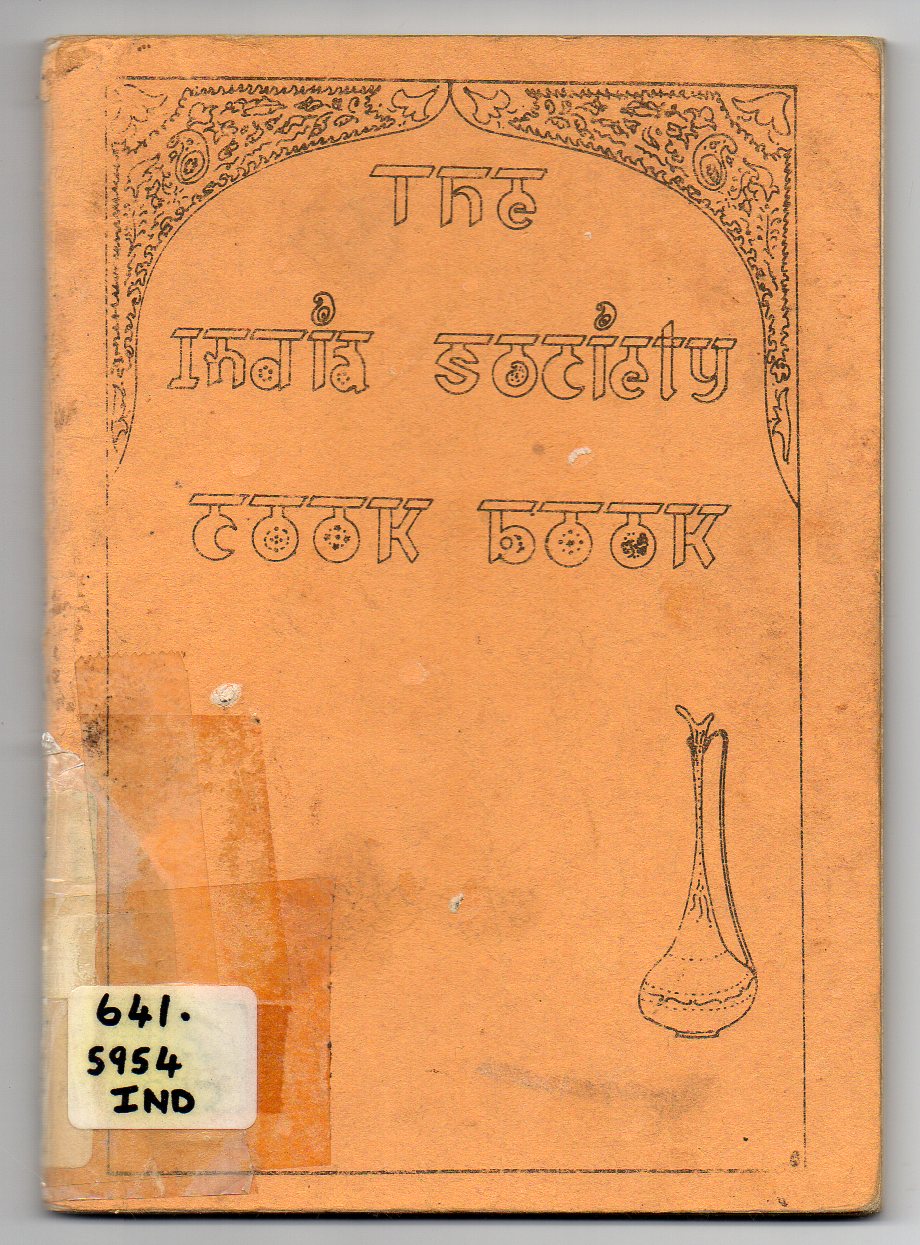 The
India Society
Cook Book
641.
5954
IND